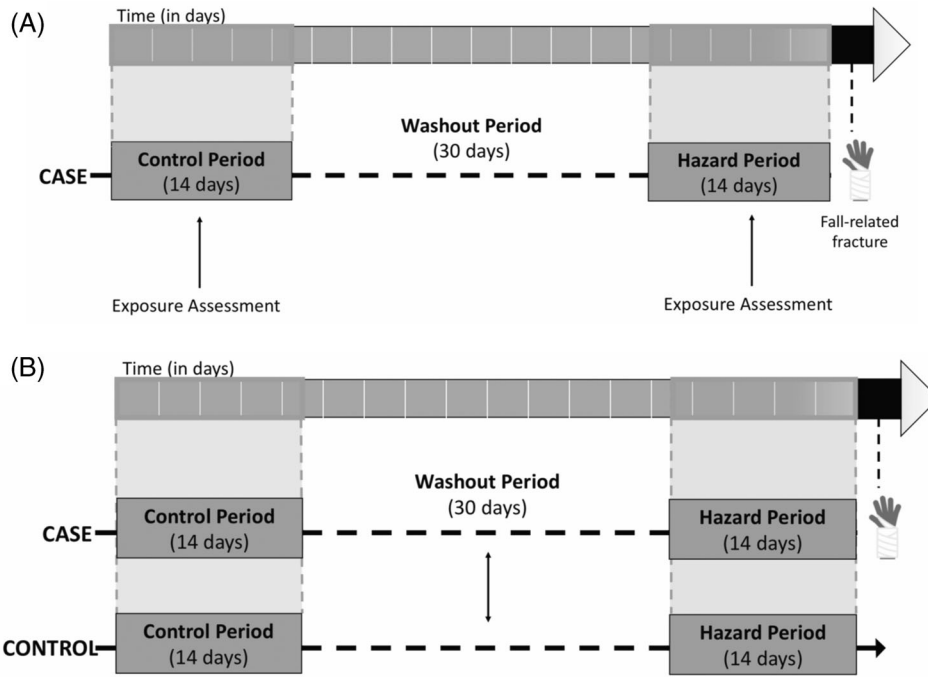 (A)
Time (in days)
Washout Period
(30 days)
Control Period
(14 days)
Hazard Period
(14 days)
CASE
Fall-related
fracture
Exposure Assessment
Exposure Assessment
(B)
Time (in days)
Washout Period
(30 days)
Control Period
(14 days)
Hazard Period
(14 days)
CASE
Control Period
(14 days)
Hazard Period
(14 days)
CONTROL